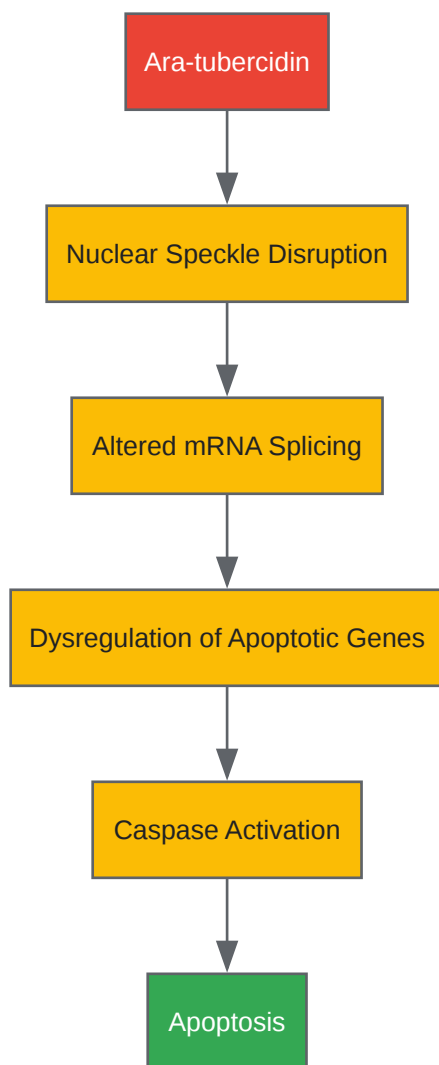 Ara-tubercidin
Nuclear Speckle Disruption
Altered mRNA Splicing
Dysregulation of Apoptotic Genes
Caspase Activation
Apoptosis